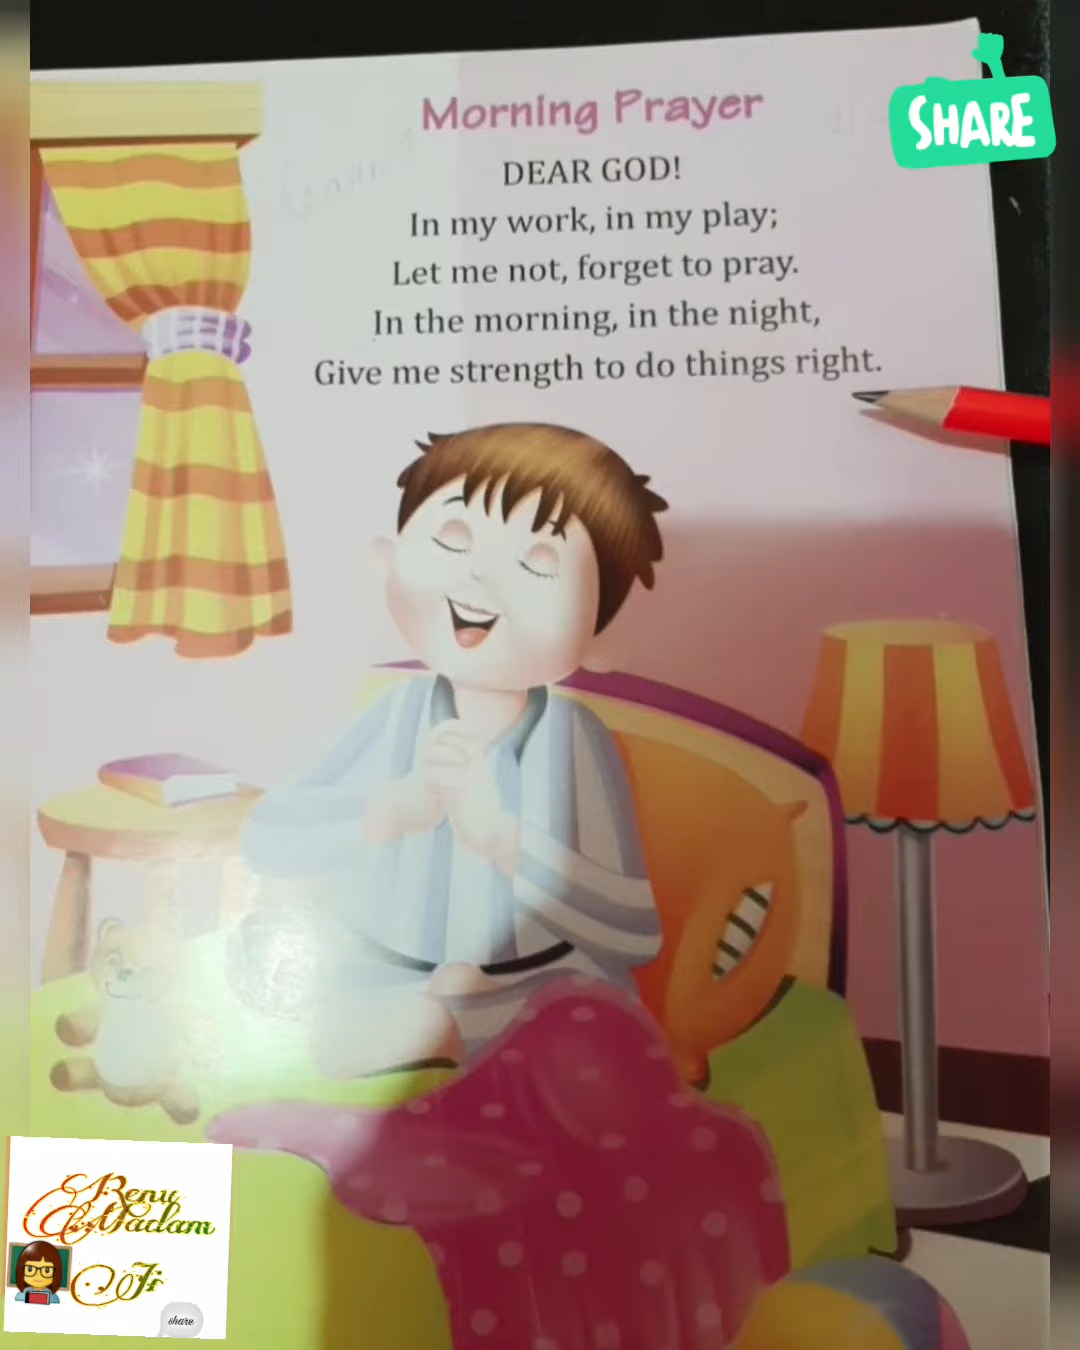 SHARE
Morning Prayer
DEAR GOD!
In my work, in my play;
Let me not, forget to pray.
In the morning, in the night,
Give me strength to do things right.
Renu
Madam
Ji
share